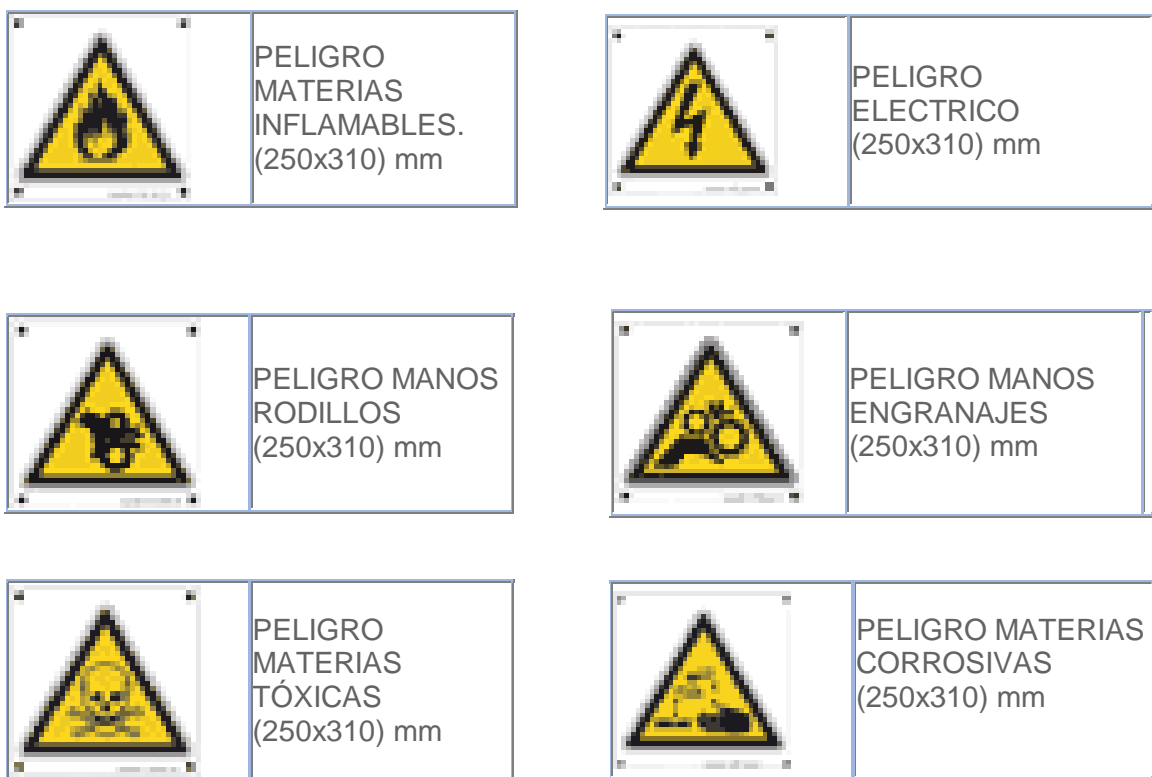 PELIGRO
MATERIAS
INFLAMABLES.
(250x310) mm
PELIGRO
ELECTRICO
(250x310) mm
PELIGRO MANOS
RODILLOS
(250x310) mm
PELIGRO MANOS
ENGRANAJES
(250x310) mm
PELIGRO
MATERIAS
TÓXICAS
(250x310) mm
PELIGRO MATERIAS
CORROSIVAS
(250x310) mm